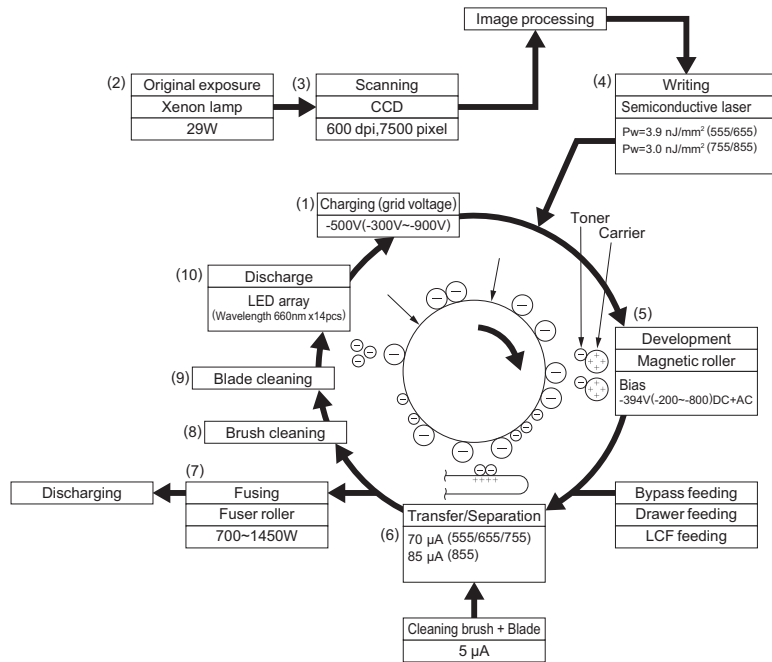 Image processing
(2)
Original exposure
Xenon lamp
29W
(3)
Scanning
CCD
600 dpi,7500 pixel
(4)
Writing
Semiconductive laser
Pw=3.9 nJ/mm² (555/655)
Pw=3.0 nJ/mm² (755/855)
(1)
Charging (grid voltage)
-500V(-300V~-900V)
Toner
Carrier
(10)
Discharge
LED array
(Wavelength 660nm x14pcs)
(5)
Development
Magnetic roller
Bias
-394V(-200~-800)DC+AC
(9)
Blade cleaning
(8)
Brush cleaning
(7)
Fusing
Fuser roller
700~1450W
Discharging
(6)
Transfer/Separation
70 µA (555/655/755)
85 µA (855)
Bypass feeding
Drawer feeding
LCF feeding
Cleaning brush + Blade
5 µA